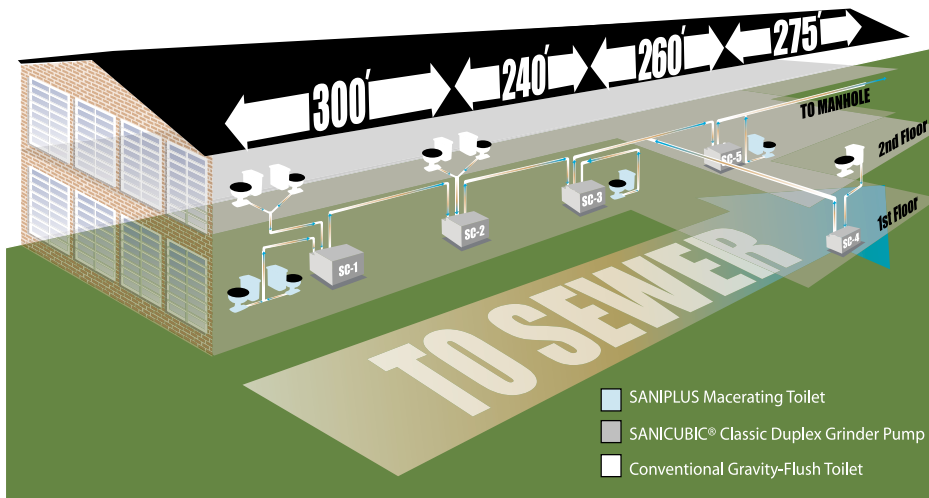 300′
240′
260′
275′
TO MANHOLE
2nd Floor
1st Floor
SC-1
SC-2
SC-3
SC-5
SC-4
TO SEWER
SANIPLUS Macerating Toilet
SANICUBIC® Classic Duplex Grinder Pump
Conventional Gravity-Flush Toilet